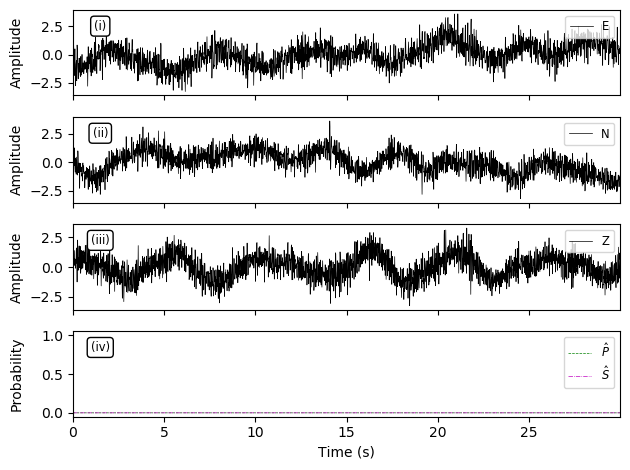 (i)
E
Amplitude
2.5
0.0
−2.5
(ii)
N
Amplitude
2.5
0.0
−2.5
(iii)
Z
Amplitude
2.5
0.0
−2.5
(iv)
P̂
Ŝ
Probability
1.0
0.5
0.0
0 5 10 15 20 25
Time (s)